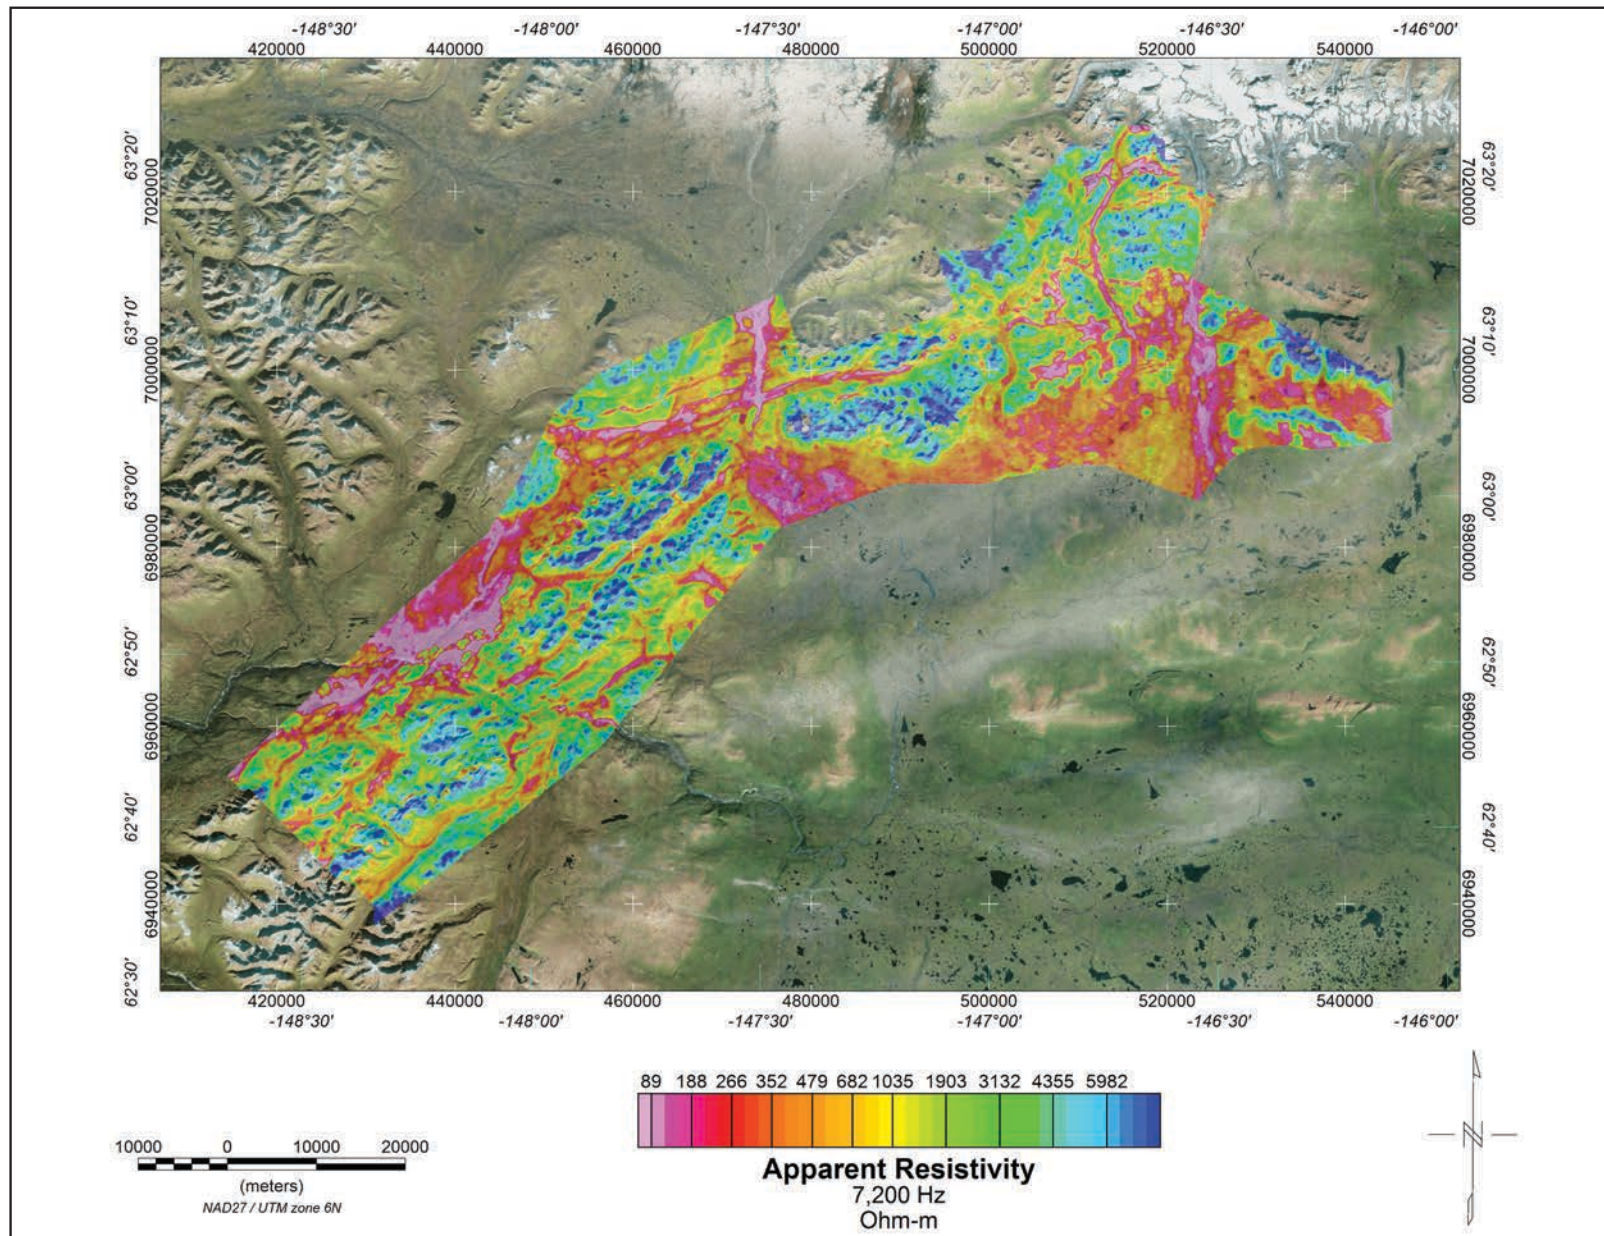 -148°30' -148°00' -147°30' -147°00' -146°30' -146°00'
420000 440000 460000 480000 500000 520000 540000
63°20'
7020000
63°10'
7000000
63°00'
6980000
62°50'
6960000
62°40'
6940000
62°30'
63°20'
7020000
63°10'
7000000
63°00'
6980000
62°50'
6960000
62°40'
6940000
420000 440000 460000 480000 500000 520000 540000
-148°30' -148°00' -147°30' -147°00' -146°30' -146°00'
89 188 266 352 479 682 1035 1903 3132 4355 5982
Apparent Resistivity
7,200 Hz
Ohm-m
10000 0 10000 20000
(meters)
NAD27 / UTM zone 6N
N